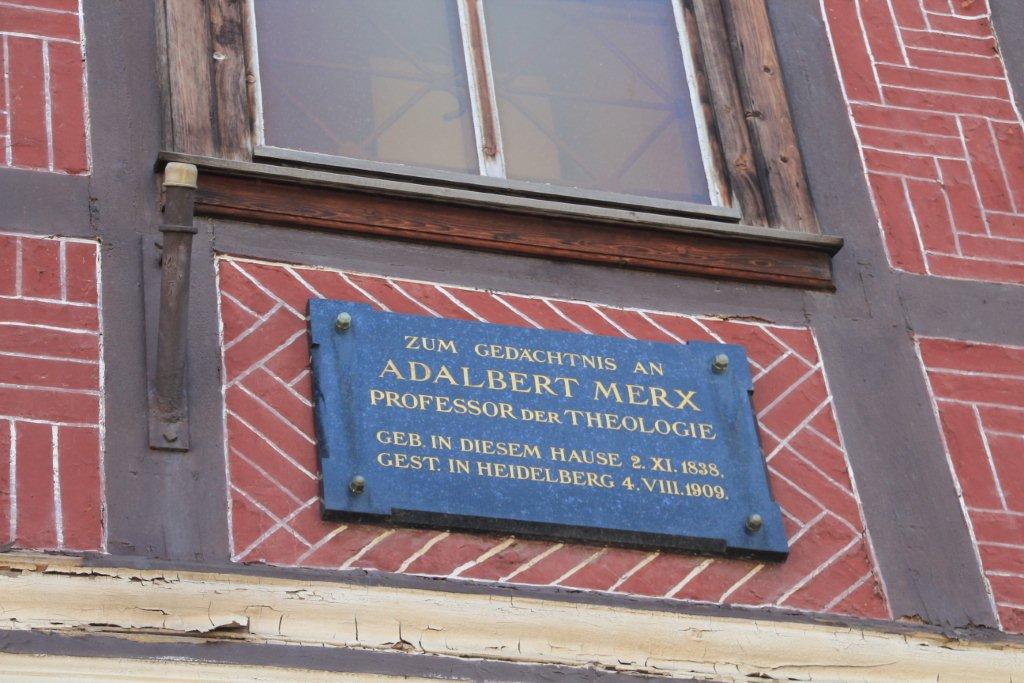 ZUM GEDÄCHTNIS AN
ADALBERT MERX
PROFESSOR DER THEOLOGIE
GEB. IN DIESEM HAUSE 2. XI. 1838.
GEST. IN HEIDELBERG 4. VIII. 1909.